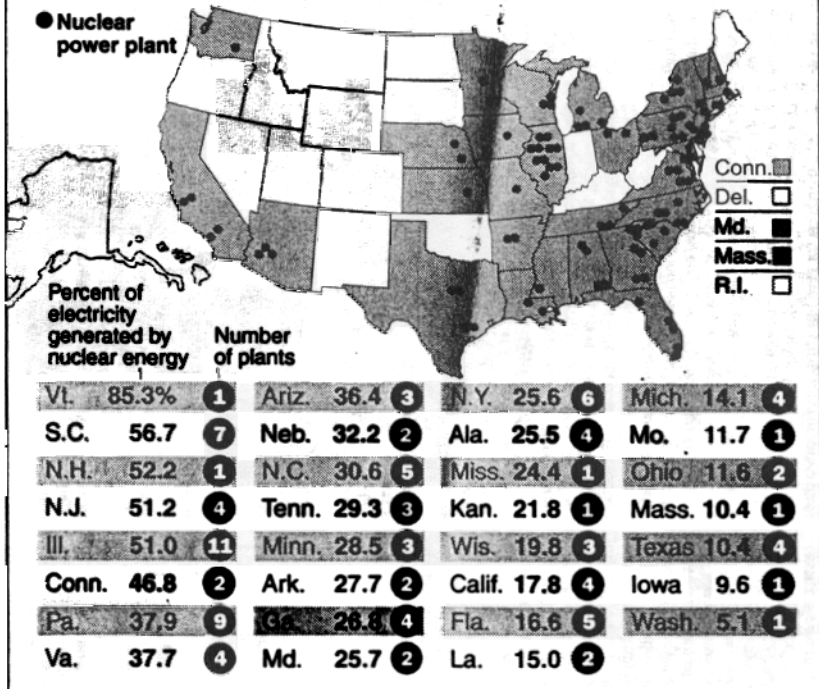 Nuclear
power plant
Conn.
Del.
Md.
Mass.
R.I.
Percent of
electricity
generated by
nuclear energy
Number
of plants
Vt. 85.3% 1 Ariz. 36.4 3 N.Y. 25.6 6 Mich. 14.1 4
S.C. 56.7 7 Neb. 32.2 2 Ala. 25.5 4 Mo. 11.7 1
N.H. 52.2 1 N.C. 30.6 5 Miss. 24.4 1 Ohio 11.6 2
N.J. 51.2 4 Tenn. 29.3 3 Kan. 21.8 1 Mass. 10.4 1
Ill. 51.0 11 Minn. 28.5 3 Wis. 19.8 3 Texas 10.4 4
Conn. 46.8 2 Ark. 27.7 2 Calif. 17.8 4 Iowa 9.6 1
Pa. 37.9 9 Ga. 26.8 4 Fla. 16.6 5 Wash. 5.1 1
Va. 37.7 4 Md. 25.7 2 La. 15.0 2